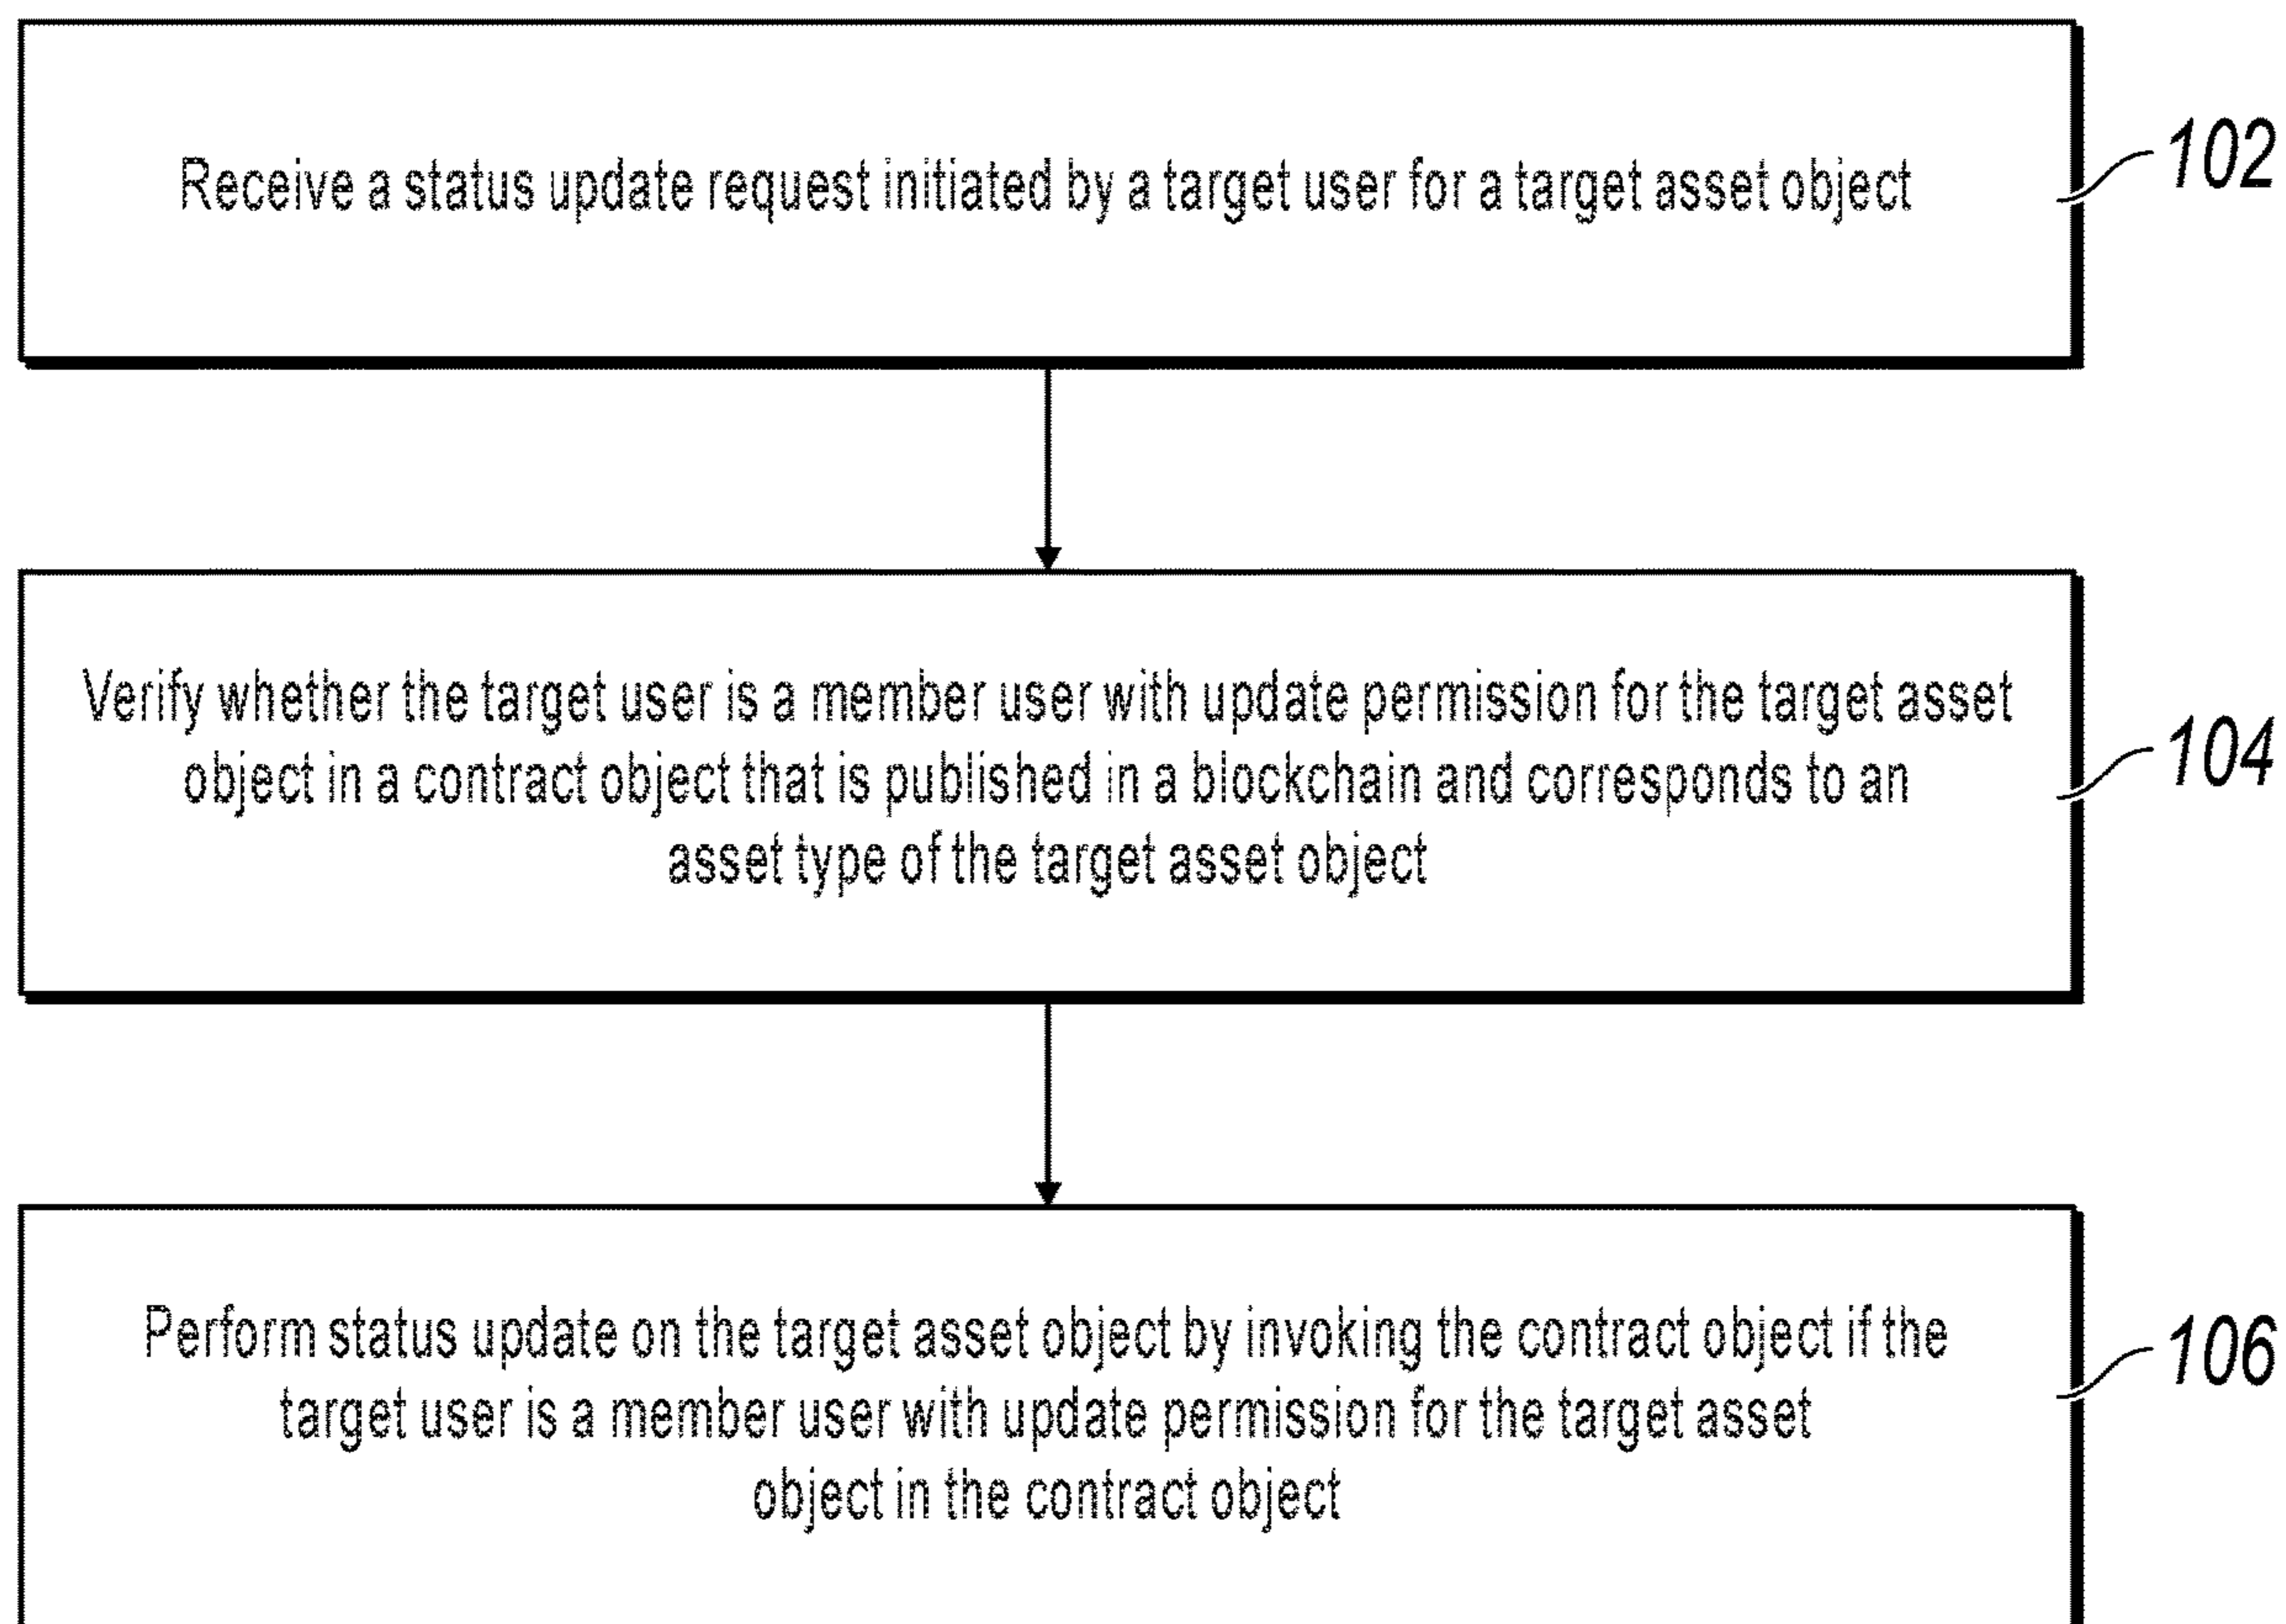 Receive a status update request initiated by a target user for a target asset object
102
Verify whether the target user is a member user with update permission for the target asset
object in a contract object that is published in a blockchain and corresponds to an
asset type of the target asset object
104
Perform status update on the target asset object by invoking the contract object if the
target user is a member user with update permission for the target asset
object in the contract object
106